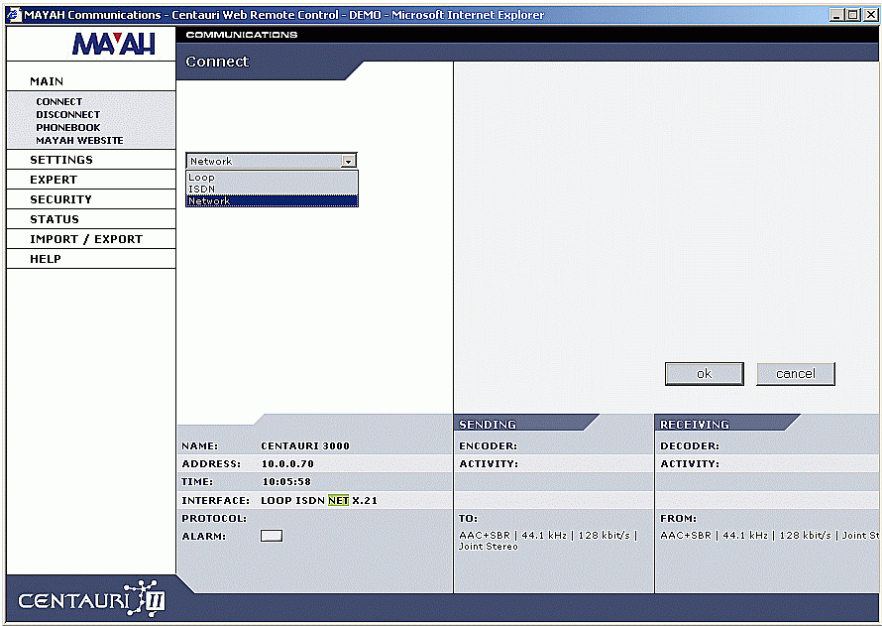 MAYAH Communications - Centauri Web Remote Control - DEMO - Microsoft Internet Explorer
MAYAH
COMMUNICATIONS
Connect
MAIN
CONNECT
DISCONNECT
PHONEBOOK
MAYAH WEBSITE
SETTINGS
EXPERT
SECURITY
STATUS
IMPORT / EXPORT
HELP
Network
Loop
ISDN
Network
ok
cancel
NAME: CENTAURI 3000
ADDRESS: 10.0.0.70
TIME: 10:05:58
INTERFACE: LOOP ISDN NET X.21
PROTOCOL:
ALARM:
SENDING
ENCODER:
ACTIVITY:
TO:
AAC+SBR | 44.1 kHz | 128 kbit/s |
Joint Stereo
RECEIVING
DECODER:
ACTIVITY:
FROM:
AAC+SBR | 44.1 kHz | 128 kbit/s | Joint St
CENTAURI II